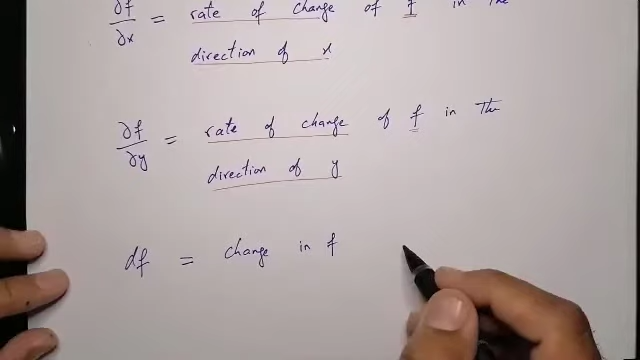 ∂f/∂x = rate of change of f in the
direction of x
∂f/∂y = rate of change of f in the
direction of y
df = change in f